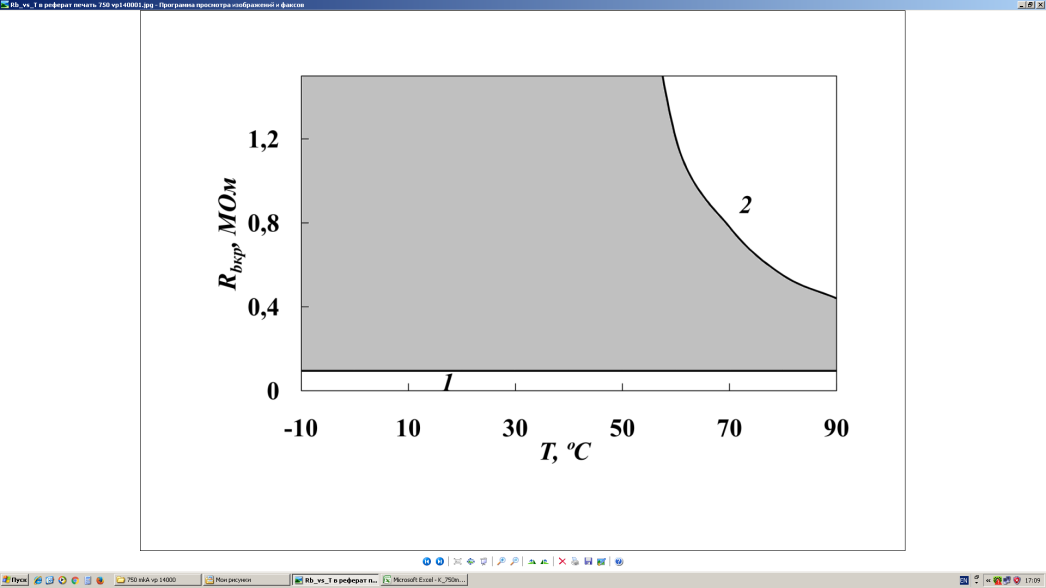 Rb_vs_T в реферат печать 750 vp140001.jpg - Программа просмотра изображений и факсов
1,2
0,8
0,4
0
R_bкр, МОм
2
1
-10 10 30 50 70 90
T, ºC
Пуск
750 mkA vp 14000
Мои рисунки
Rb_vs_T в реферат п...
Microsoft Excel - K_750m...
EN
17:09